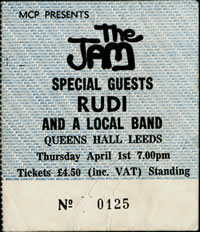 MCP PRESENTS
The
JAM
SPECIAL GUESTS
RUDI
AND A LOCAL BAND
QUEENS HALL LEEDS
Thursday April 1st 7.00pm
Tickets £4.50 (inc. VAT) Standing
Nº 0125